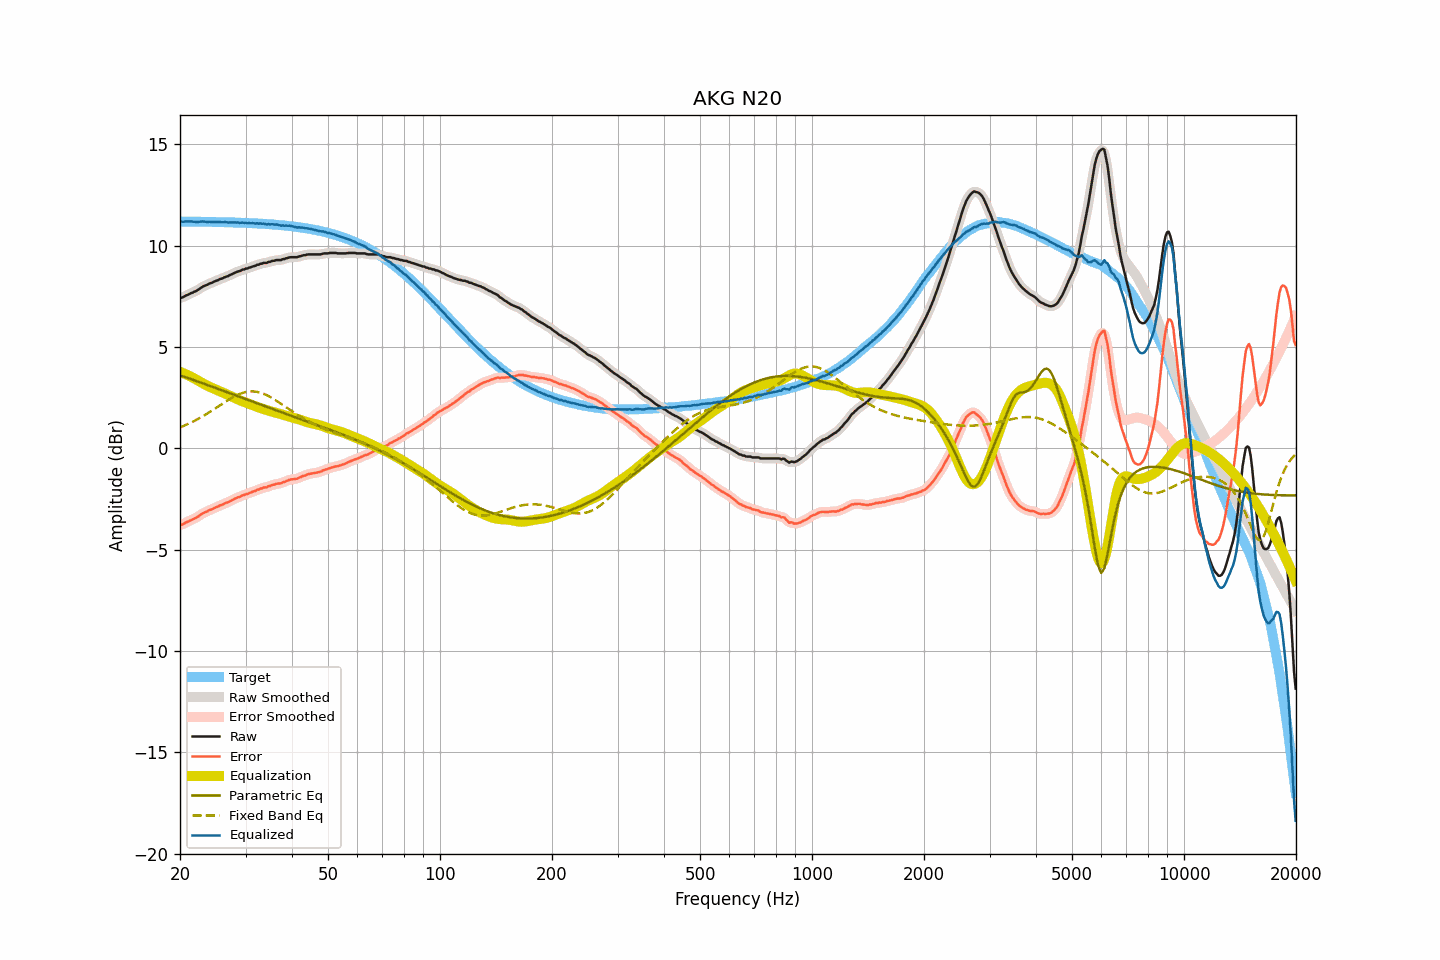 AKG N20
Amplitude (dBr)
15
10
5
0
−5
−10
−15
−20
Target
Raw Smoothed
Error Smoothed
Raw
Error
Equalization
Parametric Eq
Fixed Band Eq
Equalized
20 50 100 200 500 1000 2000 5000 10000 20000
Frequency (Hz)